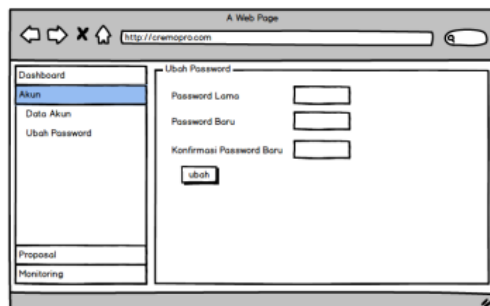 A Web Page
http://cremopro.com
Dashboard
Akun
Data Akun
Ubah Password
Proposal
Monitoring
Ubah Password
Password Lama
Password Baru
Konfirmasi Password Baru
ubah